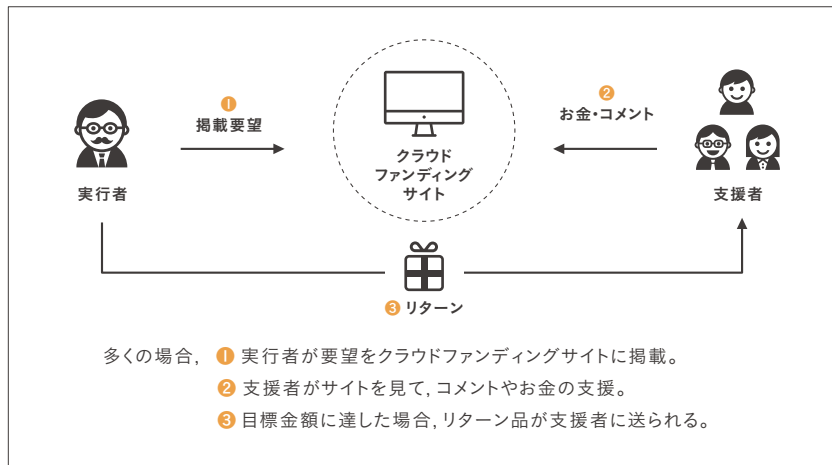 ❶
掲載要望
❷
お金・コメント
クラウド
ファンディング
サイト
実行者
支援者
❸ リターン
多くの場合, ❶ 実行者が要望をクラウドファンディングサイトに掲載。
❷ 支援者がサイトを見て, コメントやお金の支援。
❸ 目標金額に達した場合, リターン品が支援者に送られる。